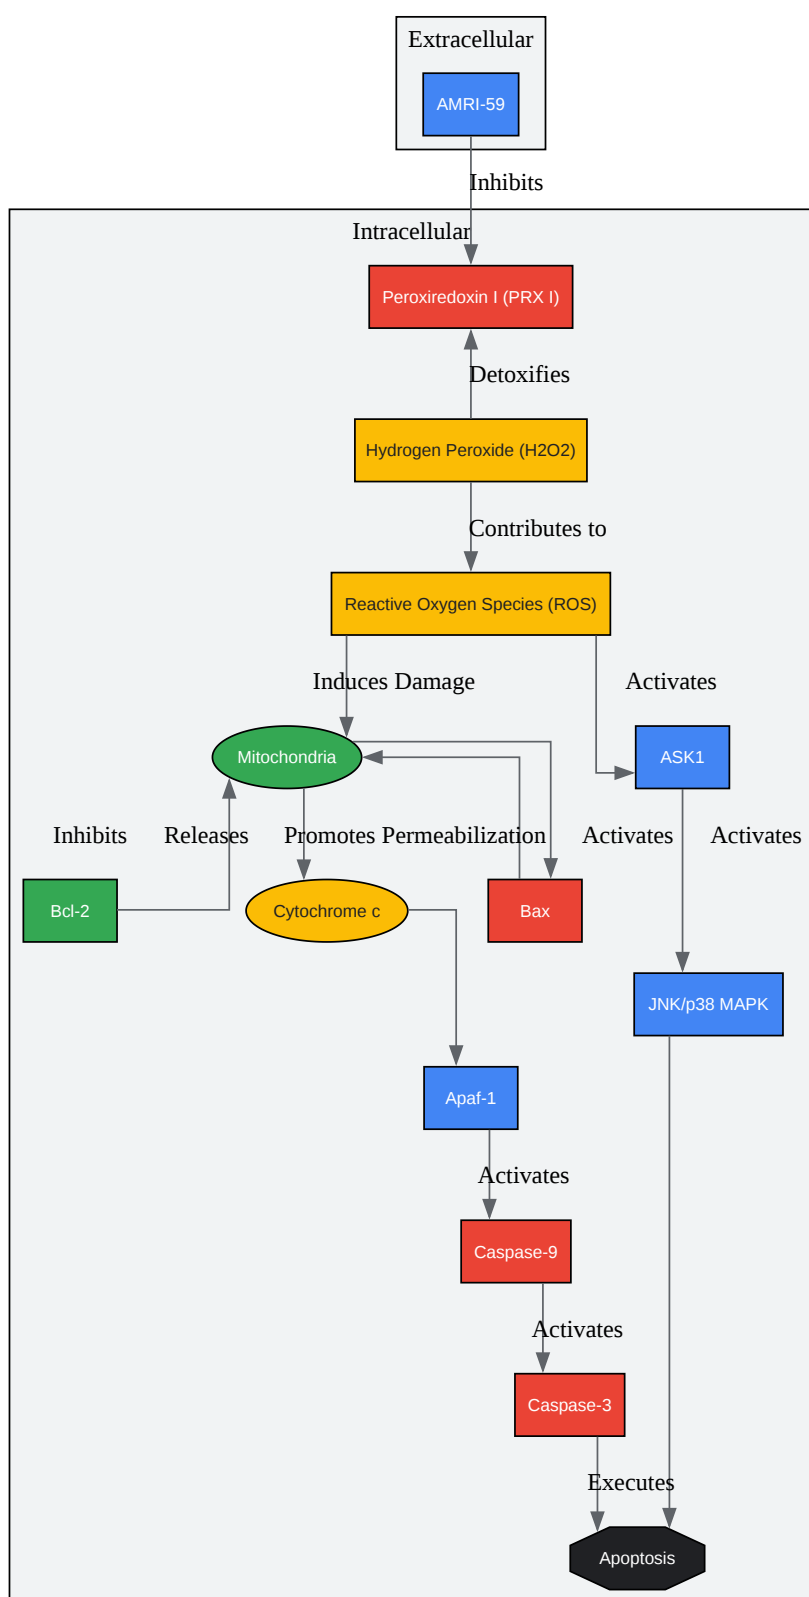 Extracellular
AMRI-59
Inhibits
Intracellular
Peroxiredoxin I (PRX I)
Detoxifies
Hydrogen Peroxide (H2O2)
Contributes to
Reactive Oxygen Species (ROS)
Induces Damage
Activates
Mitochondria
ASK1
Inhibits
Releases
Promotes Permeabilization
Activates
Activates
Bcl-2
Cytochrome c
Bax
JNK/p38 MAPK
Apaf-1
Activates
Caspase-9
Activates
Caspase-3
Executes
Apoptosis